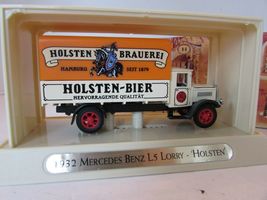 HOLSTEN BRAUEREI
HAMBURG SEIT 1879
HOLSTEN-BIER
HERVORRAGENDE QUALITÄT
1932 MERCEDES BENZ L5 LORRY - 'HOLSTEN'